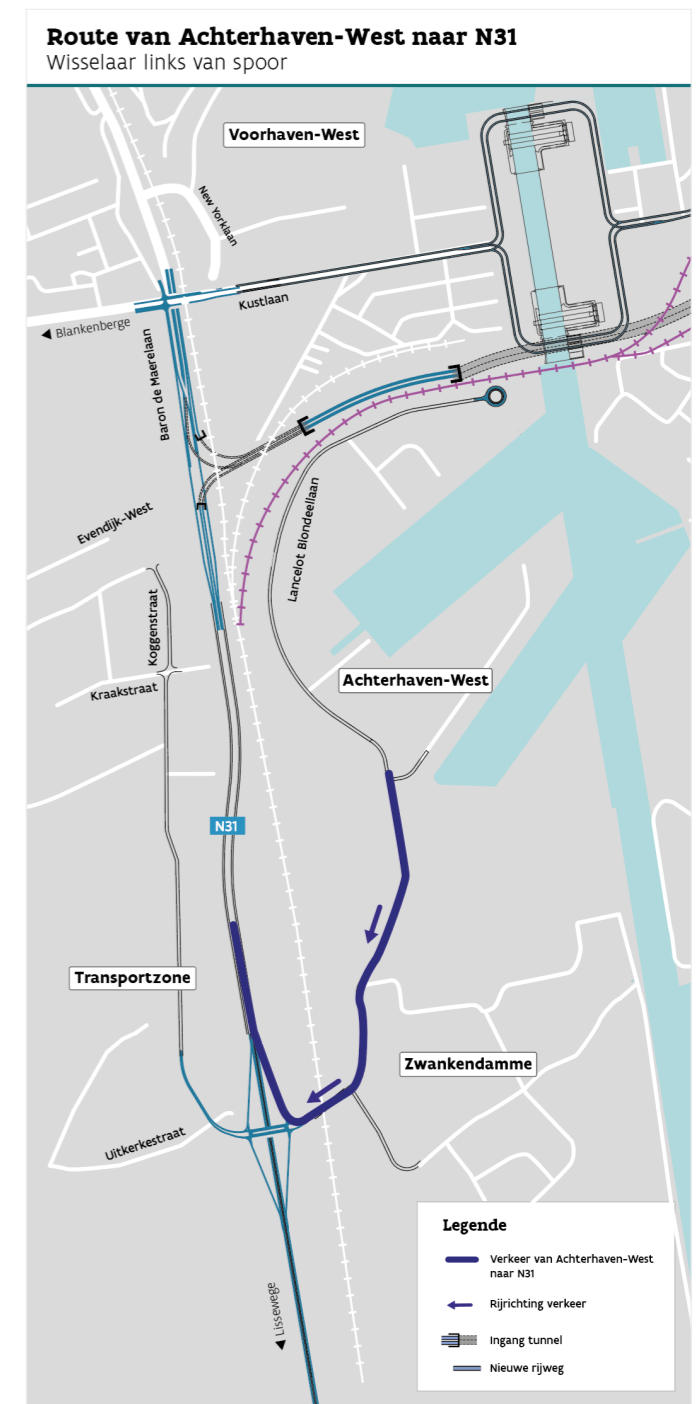 Route van Achterhaven-West naar N31
Wisselaar links van spoor
Voorhaven-West
New Yorklaan
Kustlaan
◀ Blankenberge
Baron de Maerelaan
Evendijk-West
Lancelot Blondeellaan
Koggenstraat
Kraakstraat
Achterhaven-West
N31
Transportzone
Zwankendamme
Uitkerkestraat
◀ Lissewege
Legende
Verkeer van Achterhaven-West
naar N31
Rijrichting verkeer
Ingang tunnel
Nieuwe rijweg